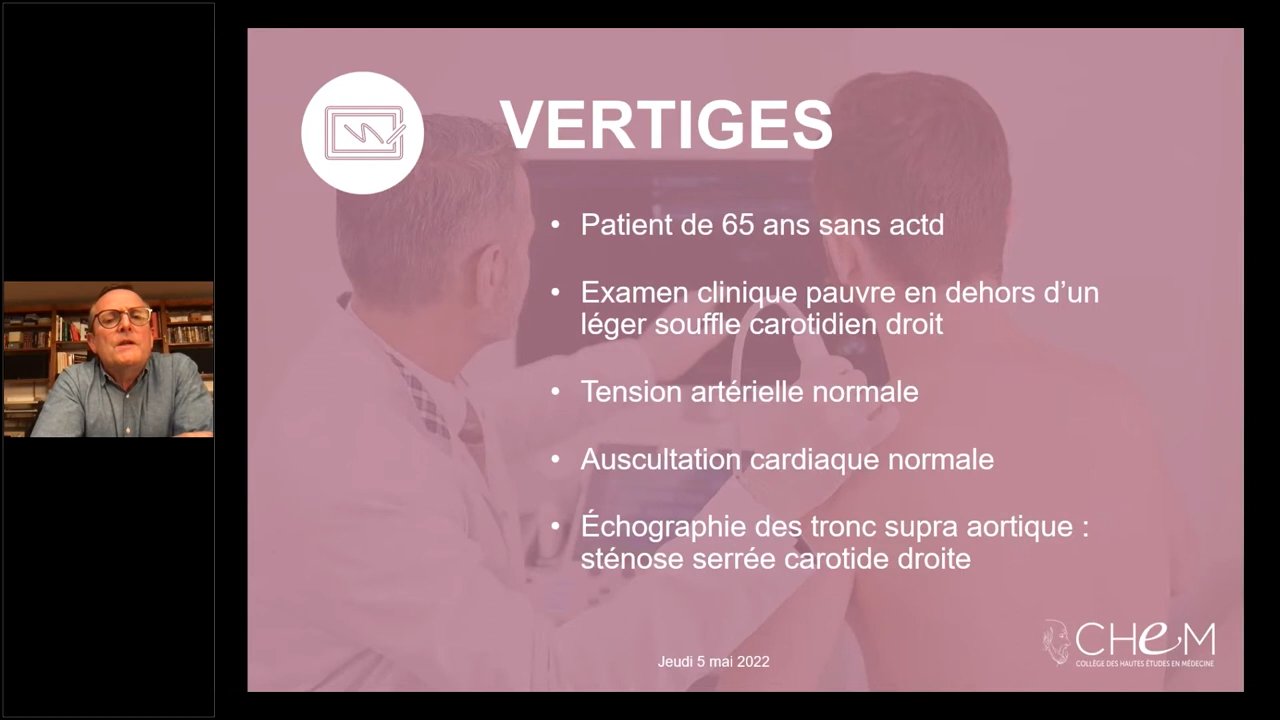 VERTIGES
• Patient de 65 ans sans actd
• Examen clinique pauvre en dehors d’un
léger souffle carotidien droit
• Tension artérielle normale
• Auscultation cardiaque normale
• Échographie des tronc supra aortique :
sténose serrée carotide droite
Jeudi 5 mai 2022
CHeM
COLLÈGE DES HAUTES ÉTUDES EN MÉDECINE